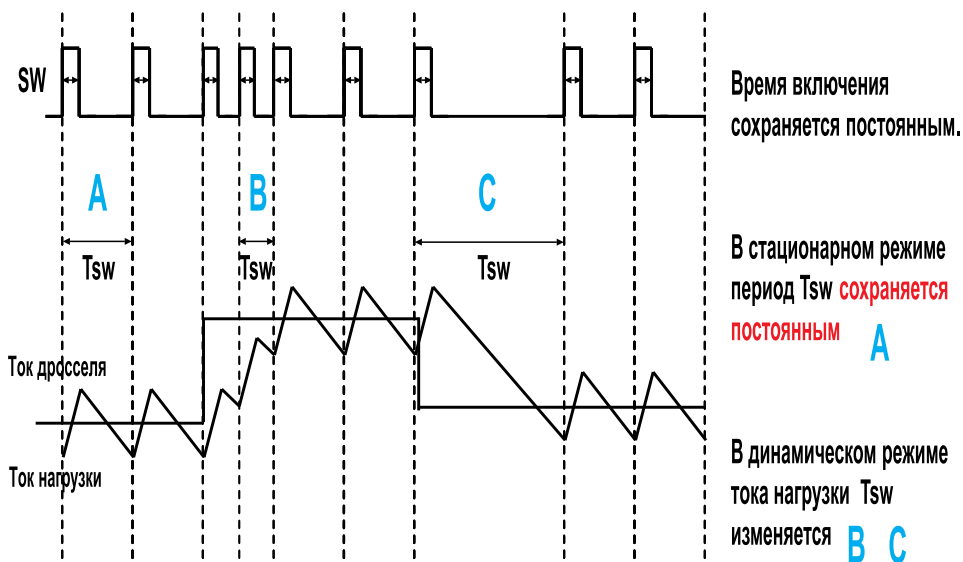 SW
Время включения
сохраняется постоянным.
A
B
C
Tsw
Tsw
Tsw
В стационарном режиме
период Tsw сохраняется
постоянным A
Ток дросселя
Ток нагрузки
В динамическом режиме
тока нагрузки Tsw
изменяется B C